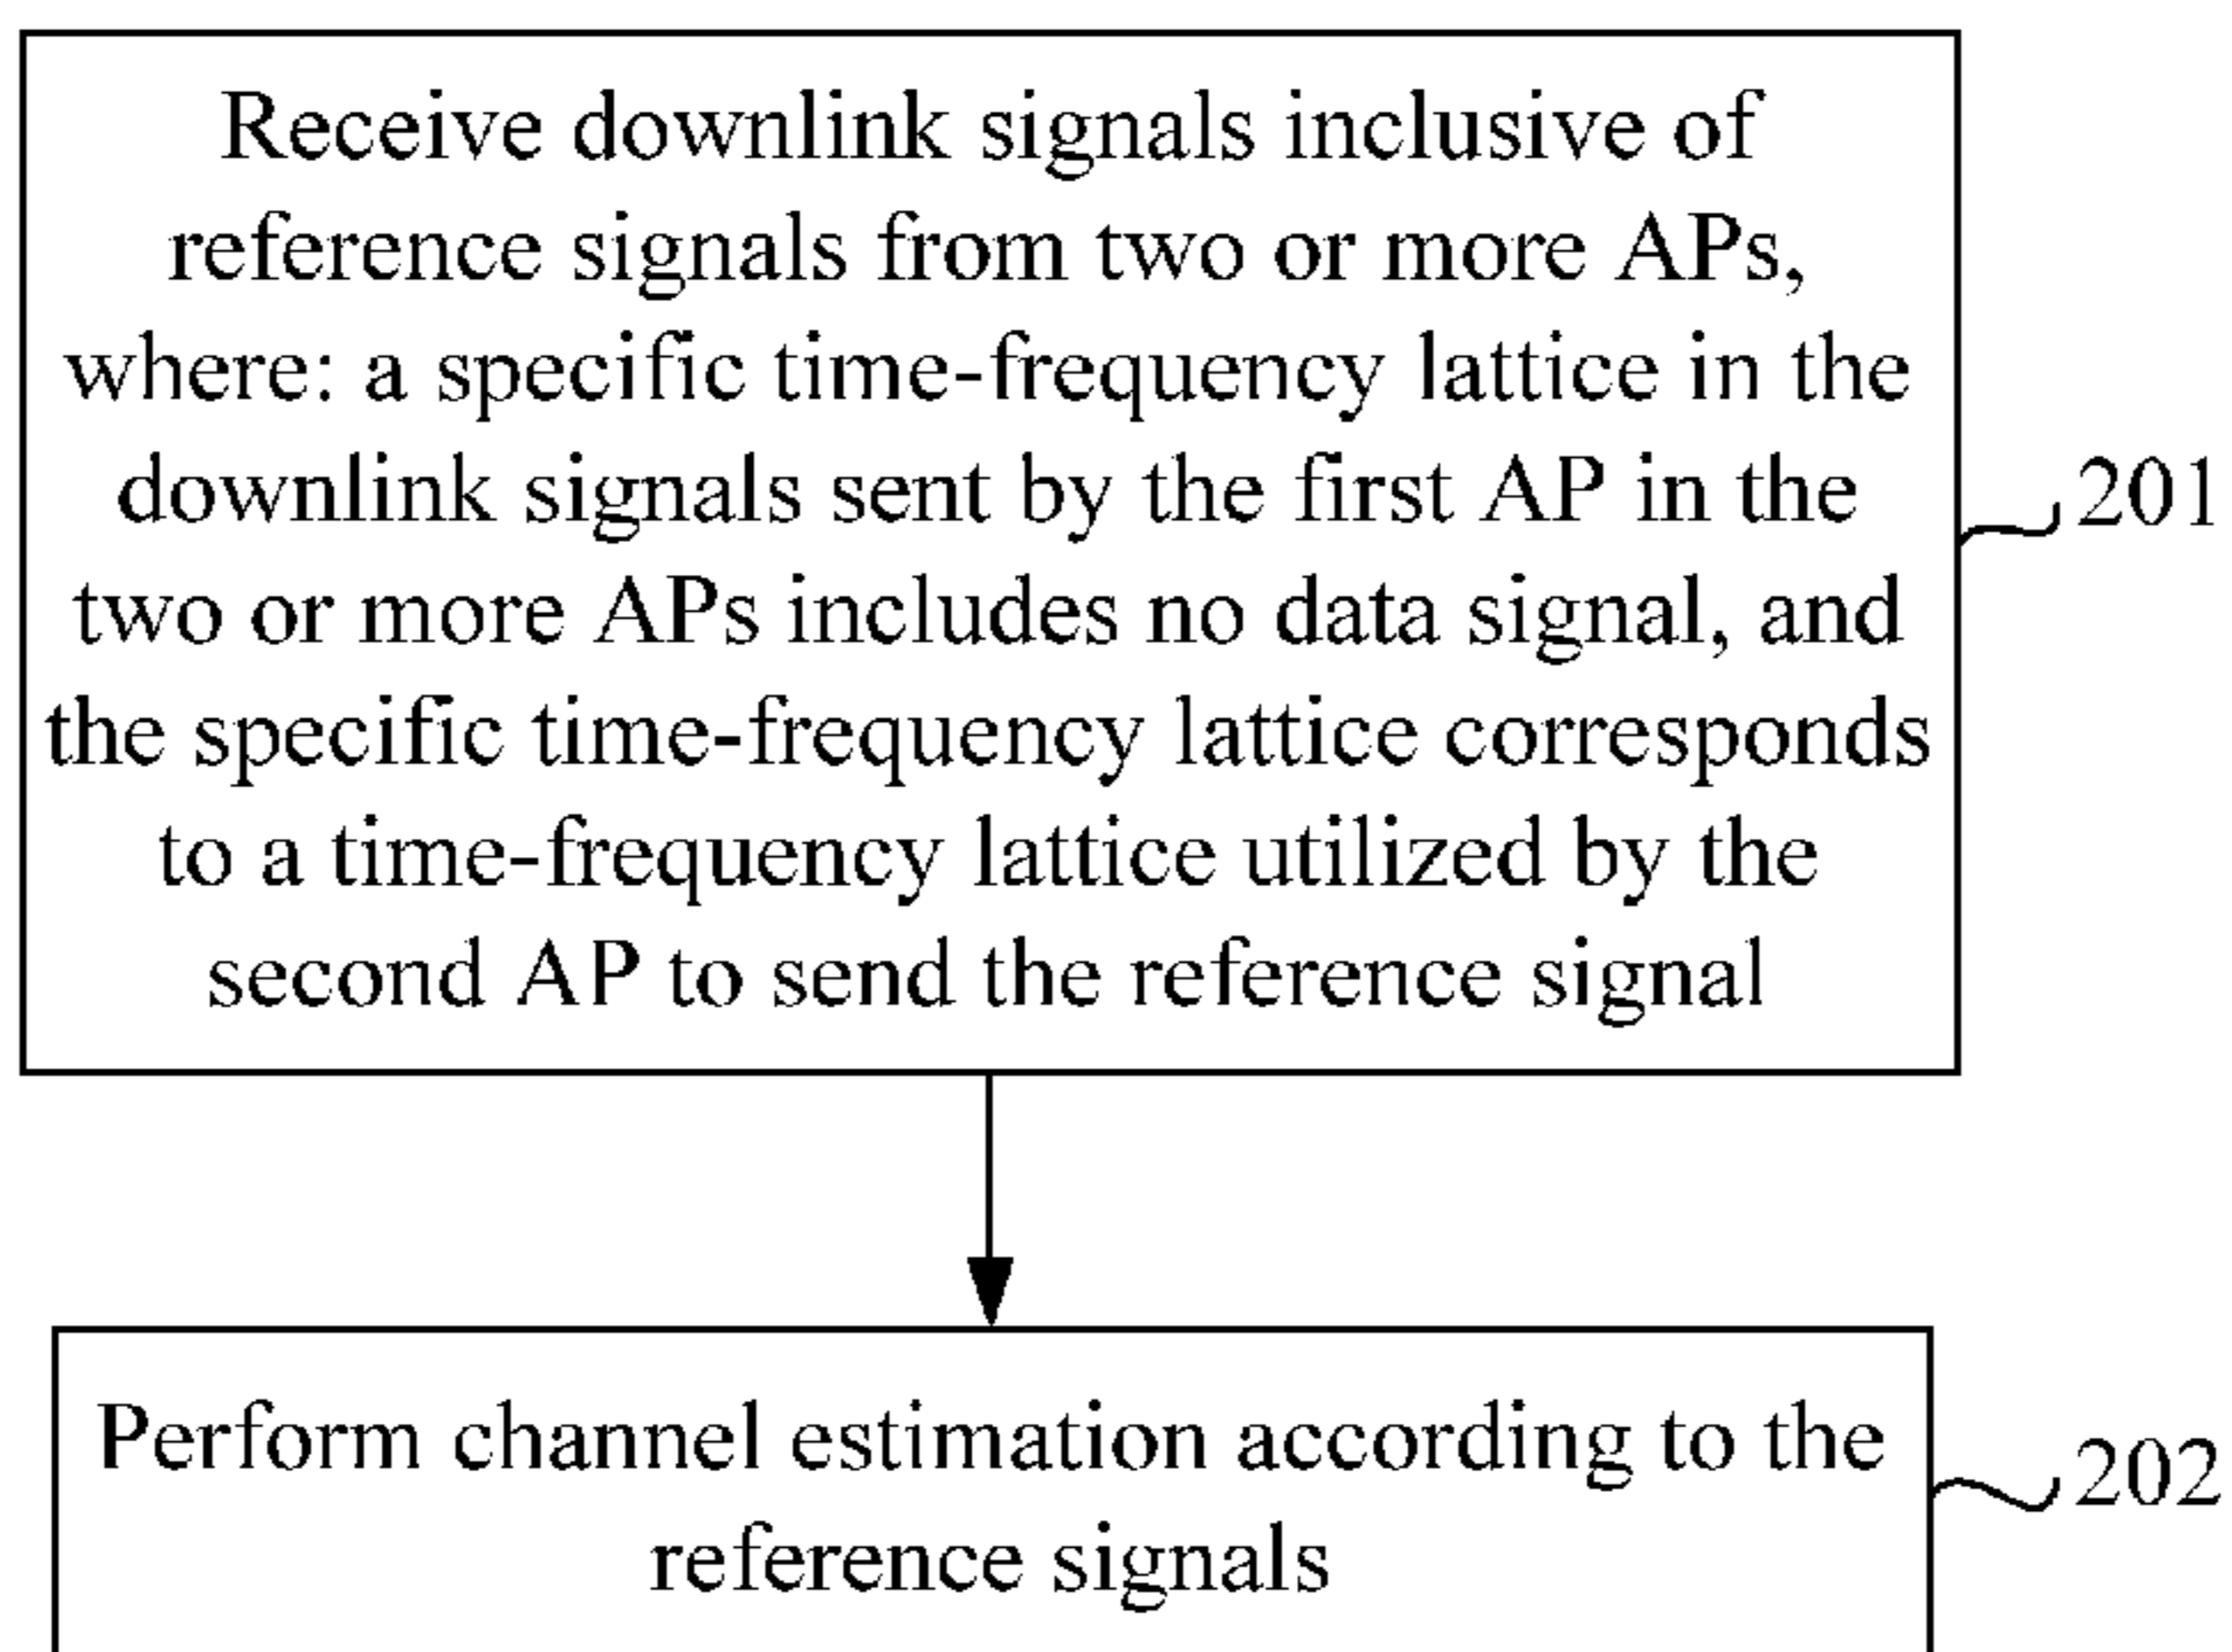 Receive downlink signals inclusive of
reference signals from two or more APs,
where: a specific time-frequency lattice in the
downlink signals sent by the first AP in the
two or more APs includes no data signal, and
the specific time-frequency lattice corresponds
to a time-frequency lattice utilized by the
second AP to send the reference signal
201
Perform channel estimation according to the
reference signals
202